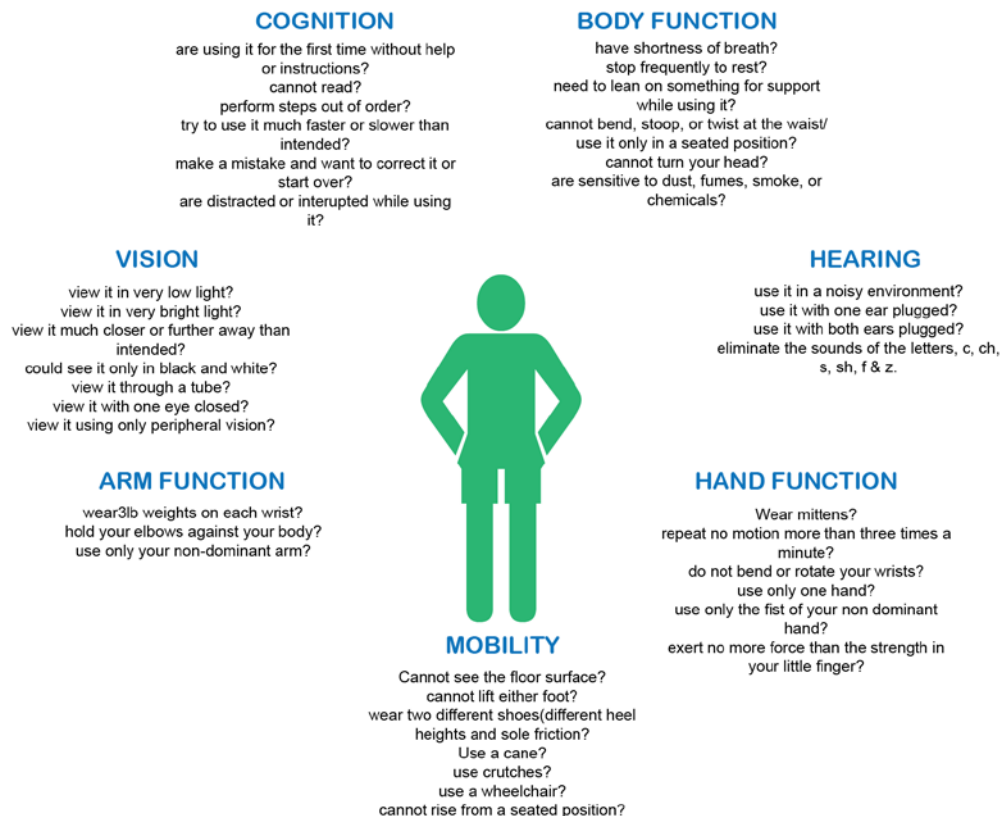 COGNITION
are using it for the first time without help
or instructions?
cannot read?
perform steps out of order?
try to use it much faster or slower than
intended?
make a mistake and want to correct it or
start over?
are distracted or interupted while using
it?
BODY FUNCTION
have shortness of breath?
stop frequently to rest?
need to lean on something for support
while using it?
cannot bend, stoop, or twist at the waist/
use it only in a seated position?
cannot turn your head?
are sensitive to dust, fumes, smoke, or
chemicals?
VISION
view it in very low light?
view it in very bright light?
view it much closer or further away than
intended?
could see it only in black and white?
view it through a tube?
view it with one eye closed?
view it using only peripheral vision?
HEARING
use it in a noisy environment?
use it with one ear plugged?
use it with both ears plugged?
eliminate the sounds of the letters, c, ch,
s, sh, f & z.
ARM FUNCTION
wear3lb weights on each wrist?
hold your elbows against your body?
use only your non-dominant arm?
HAND FUNCTION
Wear mittens?
repeat no motion more than three times a
minute?
do not bend or rotate your wrists?
use only one hand?
use only the fist of your non dominant
hand?
exert no more force than the strength in
your little finger?
MOBILITY
Cannot see the floor surface?
cannot lift either foot?
wear two different shoes(different heel
heights and sole friction?
Use a cane?
use crutches?
use a wheelchair?
cannot rise from a seated position?